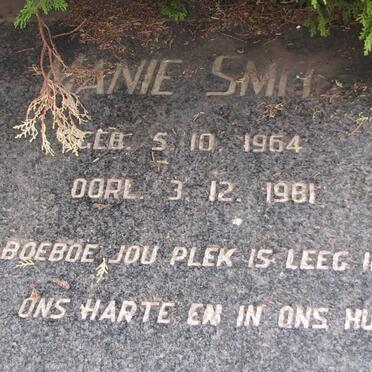 SMIT
GEB. 5. 10. 1964
OORL. 3. 12. 1981
BOEBOE JOU PLEK IS LEEG
ONS HARTE EN IN ONS